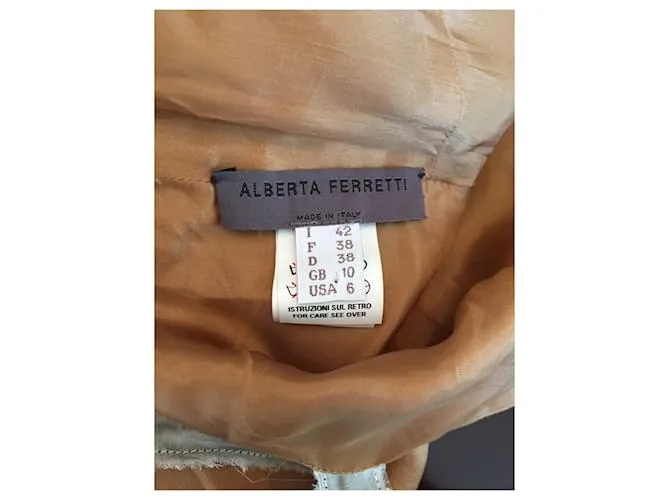 ALBERTA FERRETTI
MADE IN ITALY
I 42
F 38
D 38
GB 10
USA 6
ISTRUZIONI SUL RETRO
FOR CARE SEE OVER